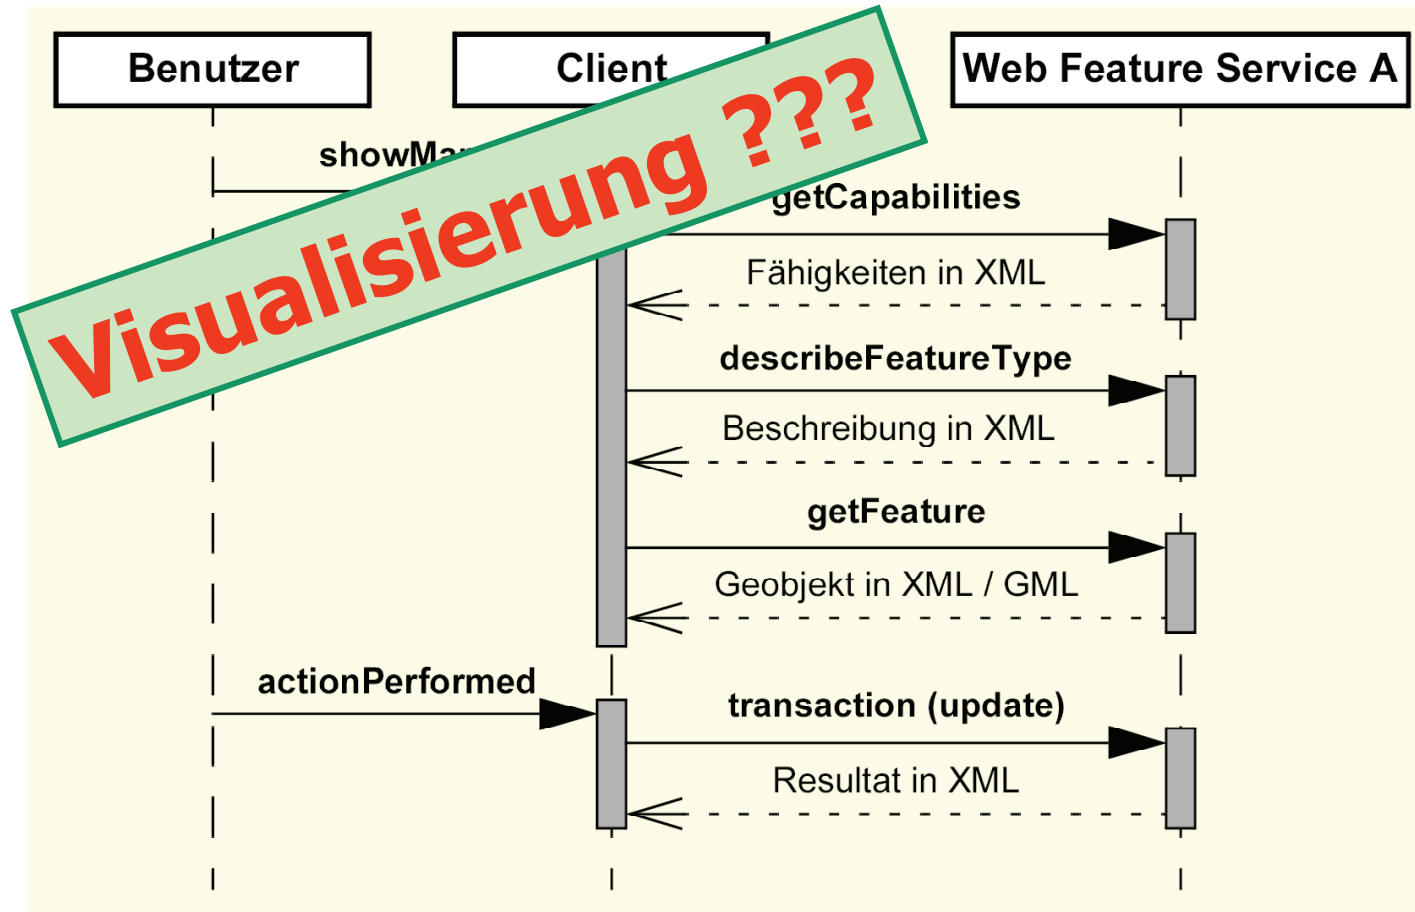 Benutzer
Client
Web Feature Service A
Visualisierung ???
getCapabilities
Fähigkeiten in XML
describeFeatureType
Beschreibung in XML
getFeature
Geobjekt in XML / GML
actionPerformed
transaction (update)
Resultat in XML